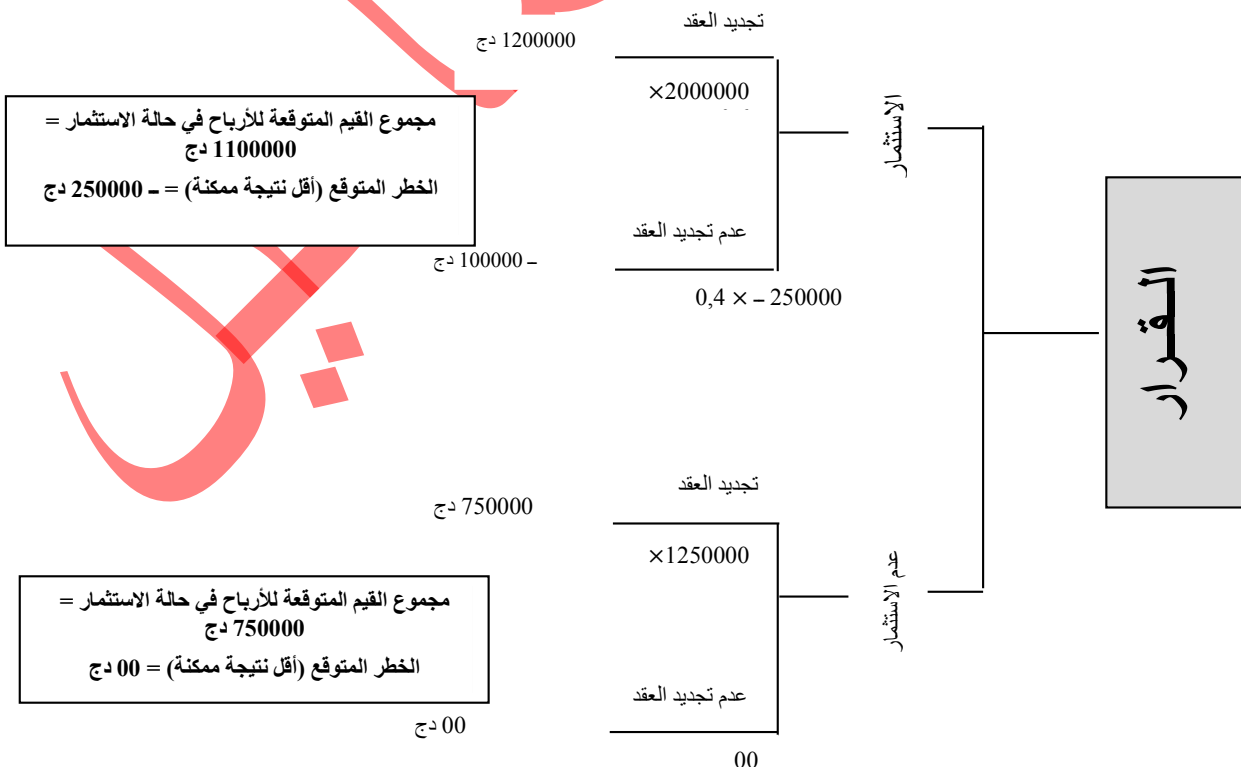 القـرار
الاستثمار
تجديد العقد
×2000000
1200000 دج
عدم تجديد العقد
0,4 × – 250000
– 100000 دج
مجموع القيم المتوقعة للأرباح في حالة الاستثمار =
1100000 دج
الخطر المتوقع (أقل نتيجة ممكنة) = – 250000 دج
عدم الاستثمار
تجديد العقد
×1250000
750000 دج
عدم تجديد العقد
00
00 دج
مجموع القيم المتوقعة للأرباح في حالة الاستثمار =
750000 دج
الخطر المتوقع (أقل نتيجة ممكنة) = 00 دج